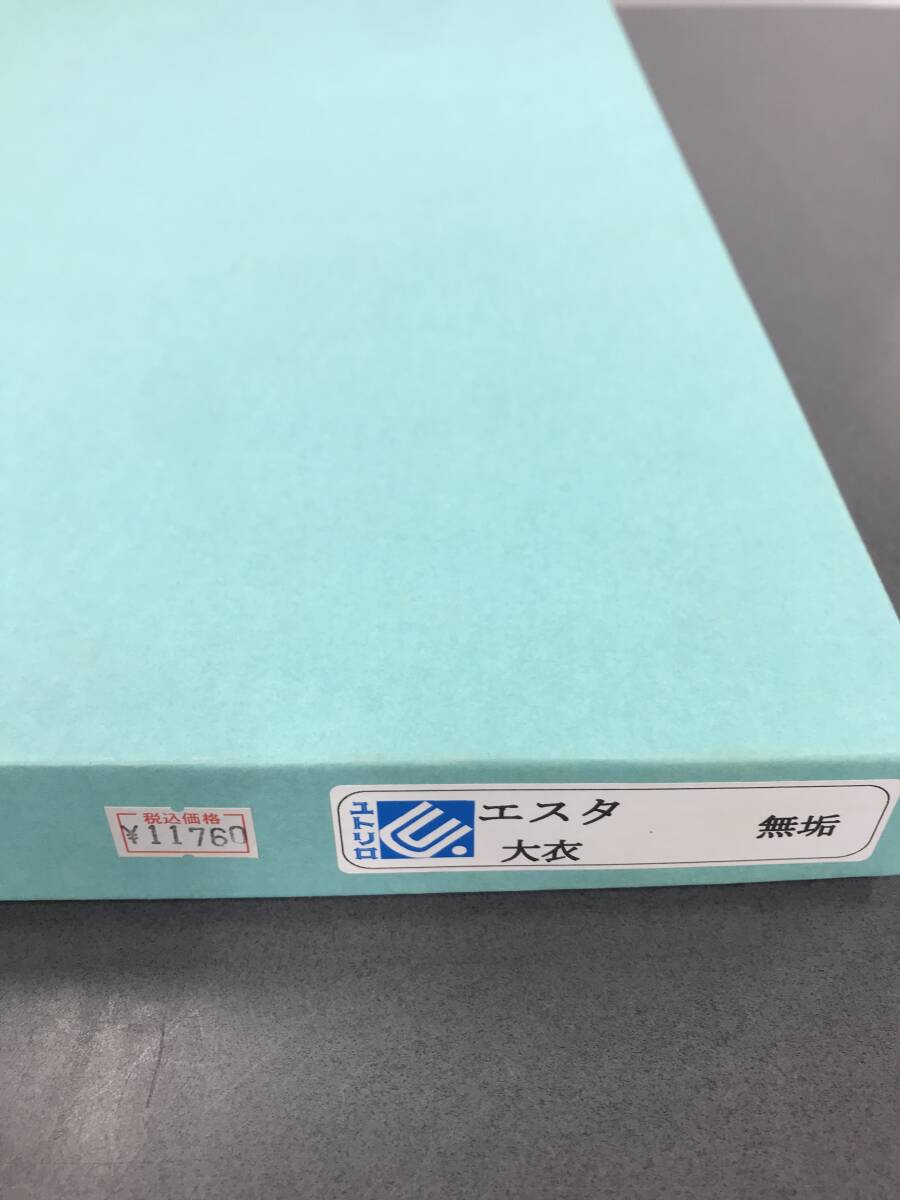 税込価格
¥11760
ユトリロ
エスタ
大衣
無垢